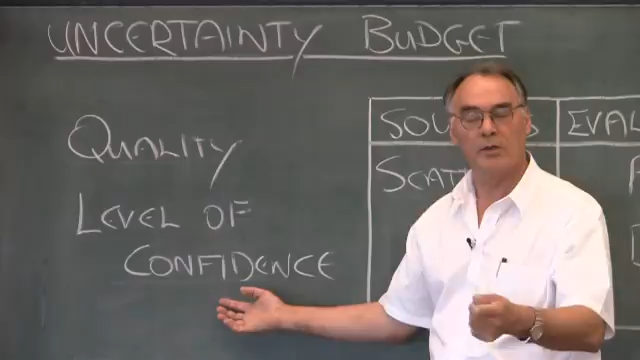 UNCERTAINTY BUDGET
QUALITY
LEVEL OF
CONFIDENCE